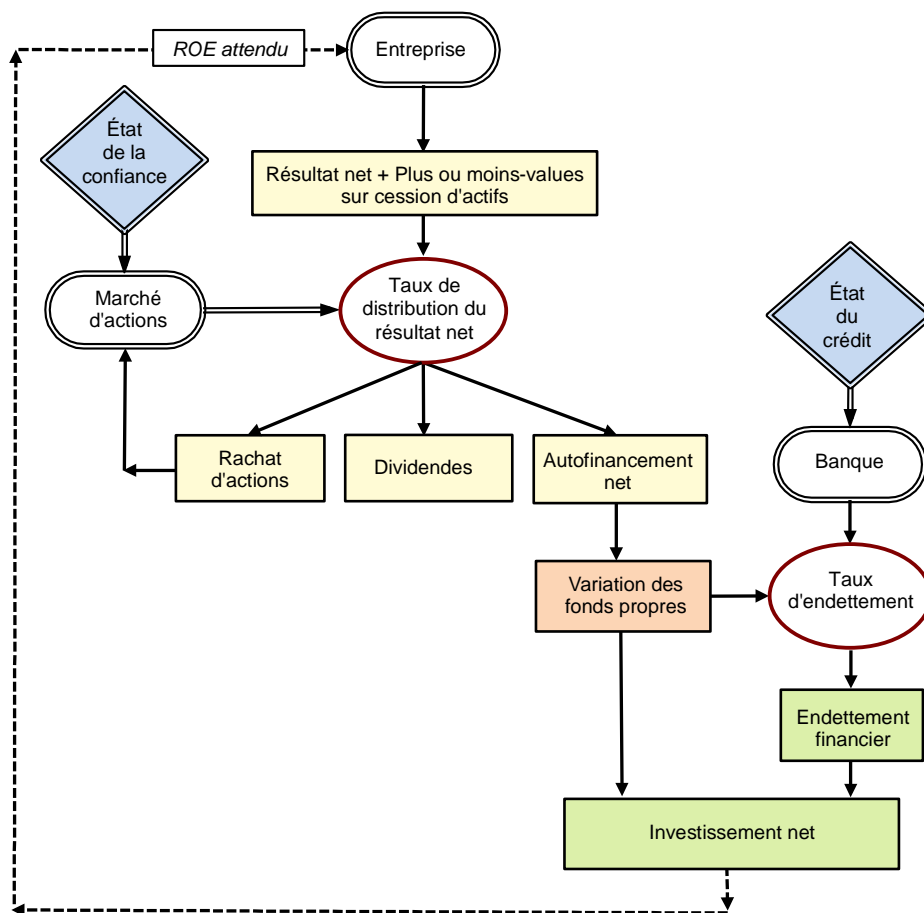 ROE attendu
Entreprise
État
de la
confiance
Résultat net + Plus ou moins-values
sur cession d'actifs
Marché
d'actions
Taux de
distribution du
résultat net
État
du
crédit
Rachat
d'actions
Dividendes
Autofinancement
net
Banque
Variation des
fonds propres
Taux
d'endettement
Endettement
financier
Investissement net